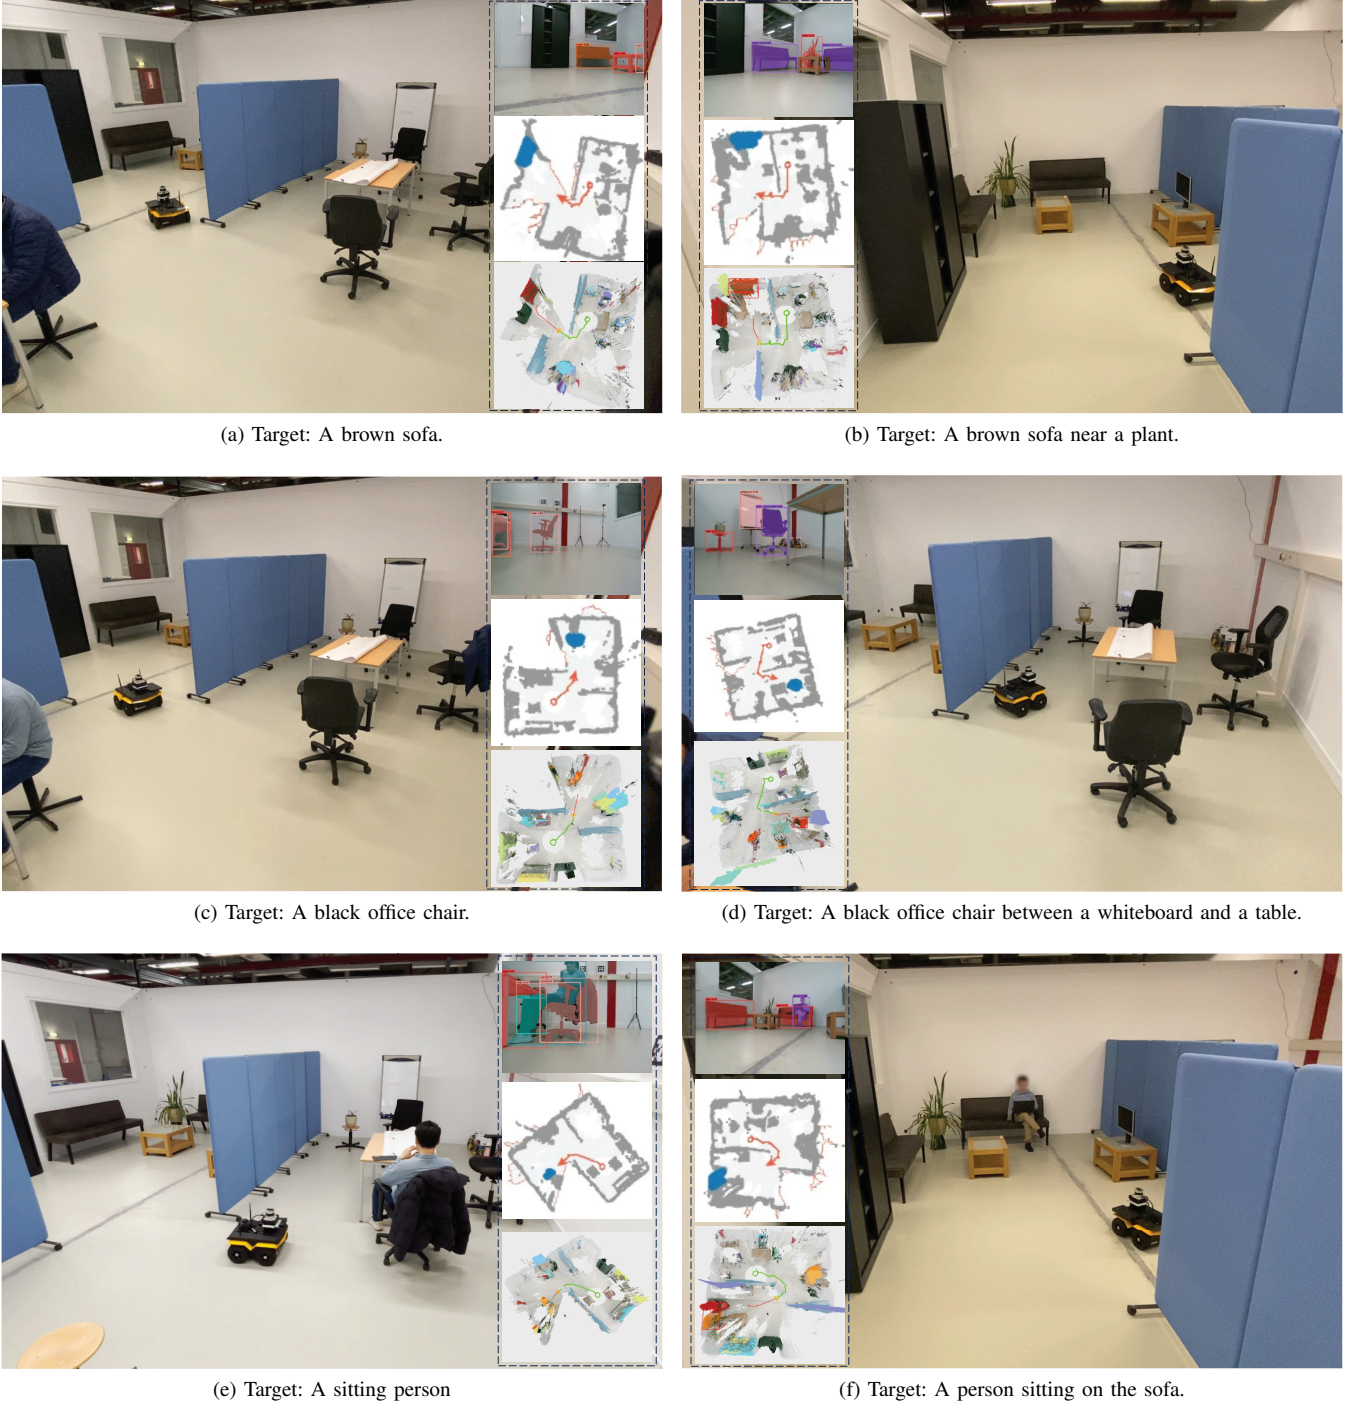 (a) Target: A brown sofa.
(b) Target: A brown sofa near a plant.
(c) Target: A black office chair.
(d) Target: A black office chair between a whiteboard and a table.
(e) Target: A sitting person
(f) Target: A person sitting on the sofa.